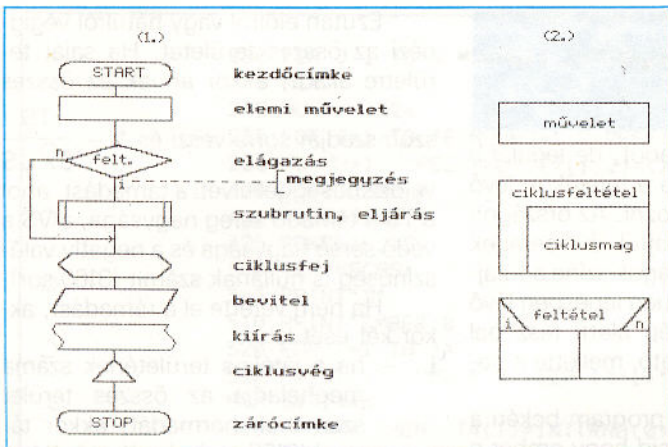 (1.)
START
kezdőcímke
elemi művelet
n
felt.
elágazás
i
megjegyzés
szubrutin, eljárás
ciklusfej
bevitel
kiírás
ciklusvég
STOP
zárócímke
(2.)
művelet
ciklusfeltétel
ciklusmag
i
feltétel
n